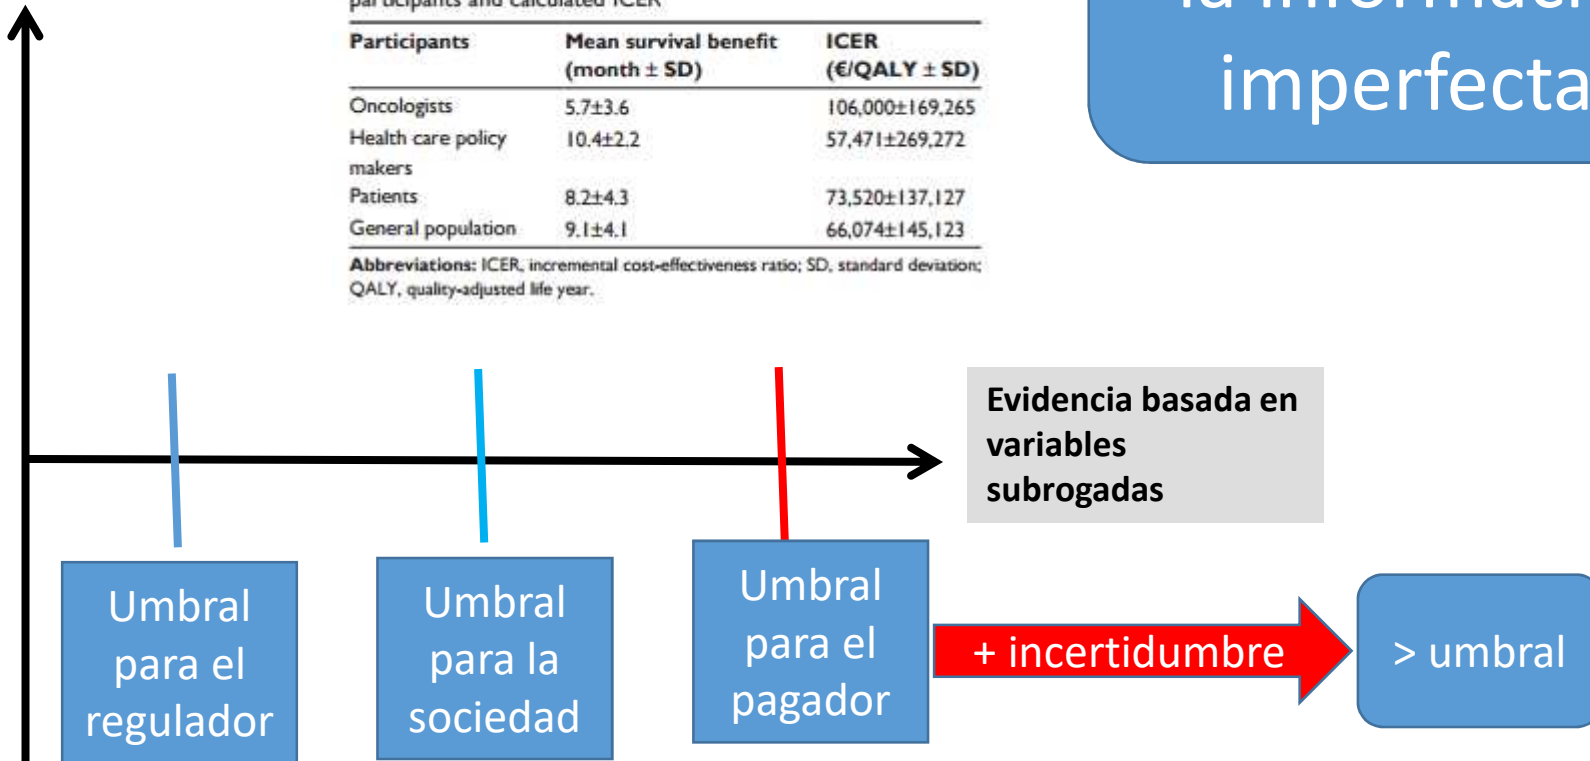 participants and calculated ICER
Participants Mean survival benefit ICER
(month ± SD) (€/QALY ± SD)
Oncologists 5.7±3.6 106,000±169,265
Health care policy 10.4±2.2 57,471±269,272
makers
Patients 8.2±4.3 73,520±137,127
General population 9.1±4.1 66,074±145,123
Abbreviations: ICER, incremental cost-effectiveness ratio; SD, standard deviation;
QALY, quality-adjusted life year.
imperfecta
Evidencia basada en
variables
subrogadas
Umbral
para el
regulador
Umbral
para la
sociedad
Umbral
para el
pagador
+ incertidumbre
> umbral